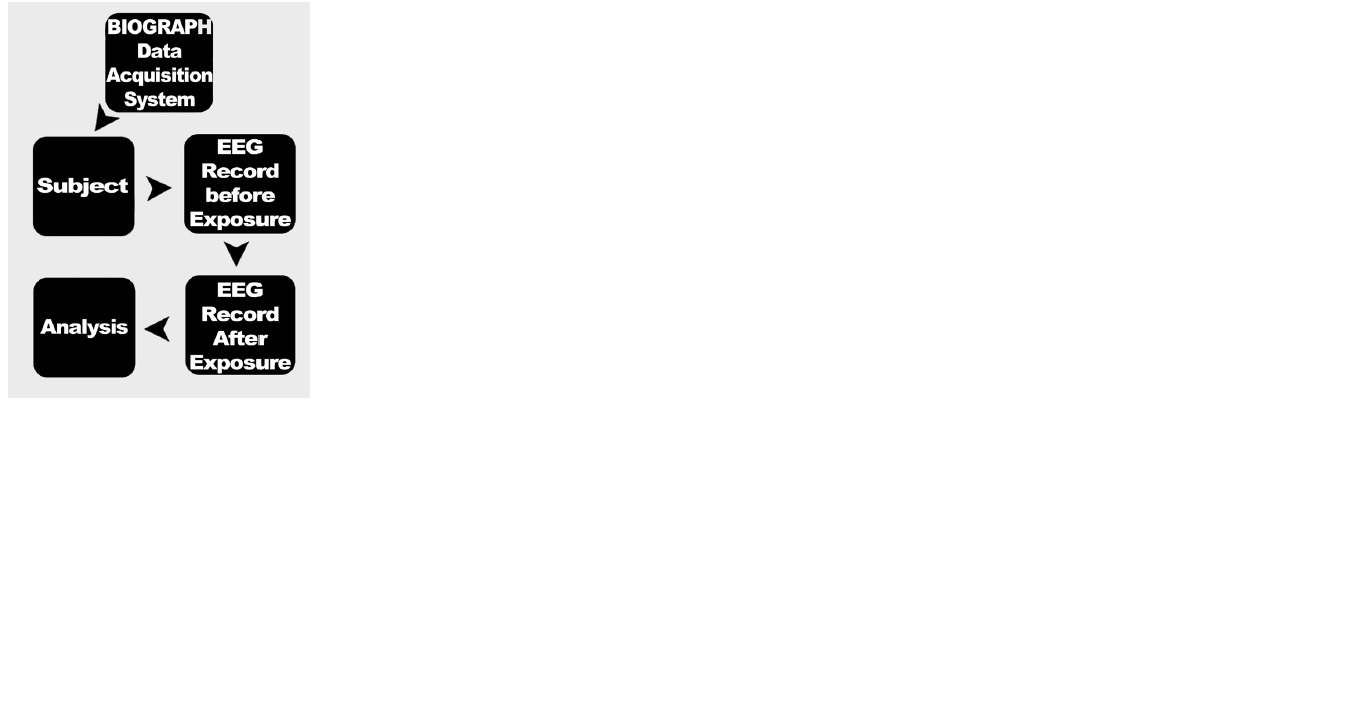 BIOGRAPH
Data
Acquisition
System
Subject
EEG
Record
before
Exposure
EEG
Record
After
Exposure
Analysis